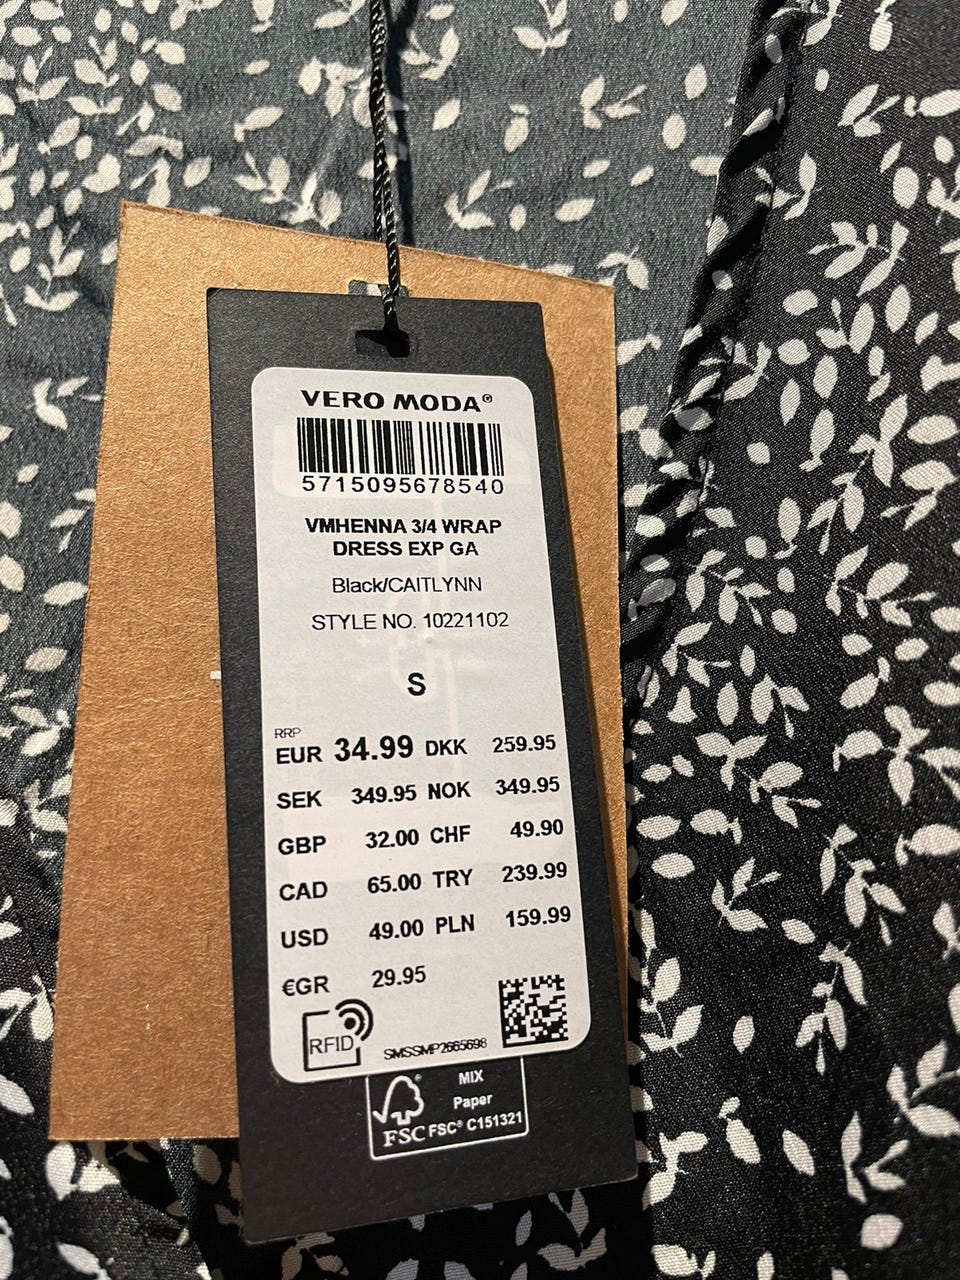 VERO MODA®
5715095678540
VMHENNA 3/4 WRAP
DRESS EXP GA
Black/CAITLYNN
STYLE NO. 10221102
S
RRP
EUR 34.99 DKK 259.95
SEK 349.95 NOK 349.95
GBP 32.00 CHF 49.90
CAD 65.00 TRY 239.99
USD 49.00 PLN 159.99
€GR 29.95
RFID
SMSSMP2665698
MIX
Paper
FSC FSC® C151321